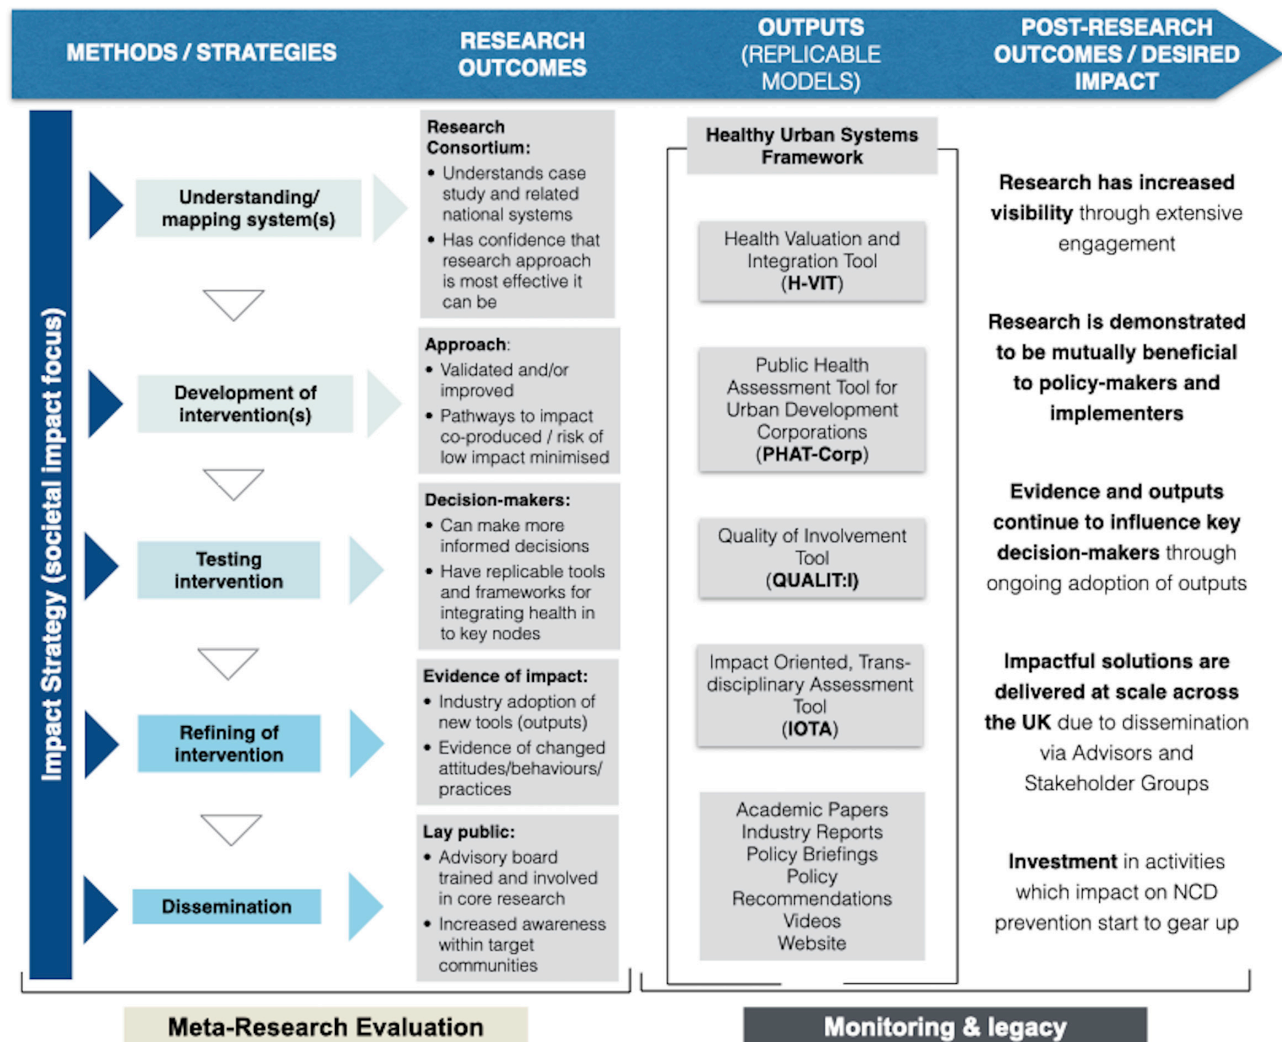 METHODS / STRATEGIES
RESEARCH
OUTCOMES
OUTPUTS
(REPLICABLE
MODELS)
POST-RESEARCH
OUTCOMES / DESIRED
IMPACT
Impact Strategy (societal impact focus)
Understanding/
mapping system(s)
Development of
intervention(s)
Testing
intervention
Refining of
intervention
Dissemination
Research
Consortium:
• Understands case
study and related
national systems
• Has confidence that
research approach
is most effective it
can be
Approach:
• Validated and/or
improved
• Pathways to impact
co-produced / risk of
low impact minimised
Decision-makers:
• Can make more
informed decisions
• Have replicable tools
and frameworks for
integrating health in
to key nodes
Evidence of impact:
• Industry adoption of
new tools (outputs)
• Evidence of changed
attitudes/behaviours/
practices
Lay public:
• Advisory board
trained and involved
in core research
• Increased awareness
within target
communities
Healthy Urban Systems
Framework
Health Valuation and
Integration Tool
(H-VIT)
Public Health
Assessment Tool for
Urban Development
Corporations
(PHAT-Corp)
Quality of Involvement
Tool
(QUALIT:I)
Impact Oriented, Trans-
disciplinary Assessment
Tool
(IOTA)
Academic Papers
Industry Reports
Policy Briefings
Policy
Recommendations
Videos
Website
Research has increased
visibility through extensive
engagement
Research is demonstrated
to be mutually beneficial
to policy-makers and
implementers
Evidence and outputs
continue to influence key
decision-makers through
ongoing adoption of outputs
Impactful solutions are
delivered at scale across
the UK due to dissemination
via Advisors and
Stakeholder Groups
Investment in activities
which impact on NCD
prevention start to gear up
Meta-Research Evaluation
Monitoring & legacy